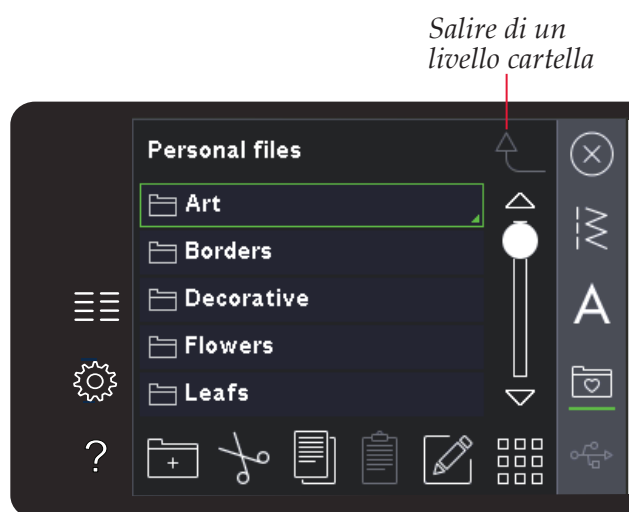 Salire di un
livello cartella
Personal files
Art
Borders
Decorative
Flowers
Leafs
A
?